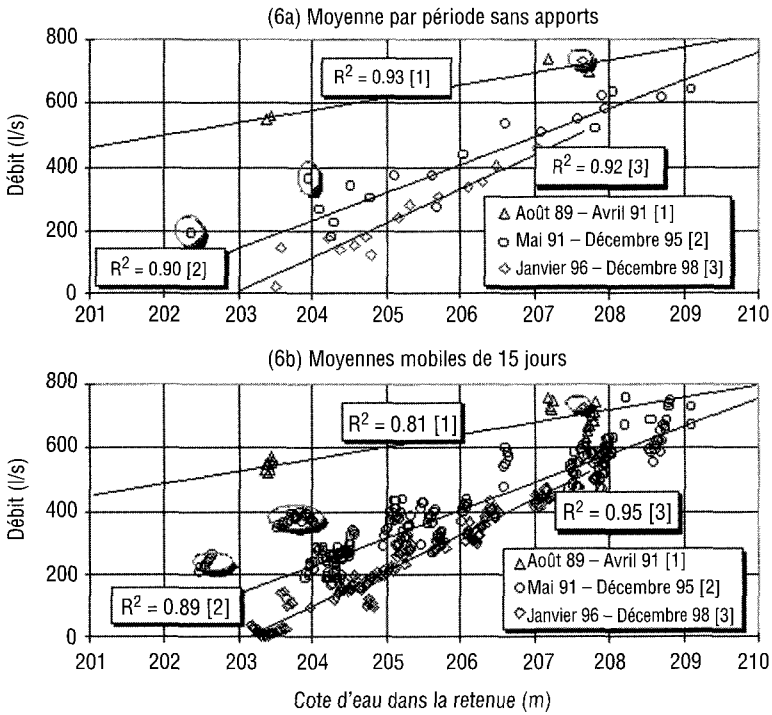 (6a) Moyenne par période sans apports
800
600
400
200
0
Débit (l/s)
R² = 0.93 [1]
R² = 0.92 [3]
R² = 0.90 [2]
Août 89 – Avril 91 [1]
Mai 91 – Décembre 95 [2]
Janvier 96 – Décembre 98 [3]
201 202 203 204 205 206 207 208 209 210
(6b) Moyennes mobiles de 15 jours
800
600
400
200
0
Débit (l/s)
R² = 0.81 [1]
R² = 0.95 [3]
R² = 0.89 [2]
Août 89 – Avril 91 [1]
Mai 91 – Décembre 95 [2]
Janvier 96 – Décembre 98 [3]
201 202 203 204 205 206 207 208 209 210
Cote d'eau dans la retenue (m)